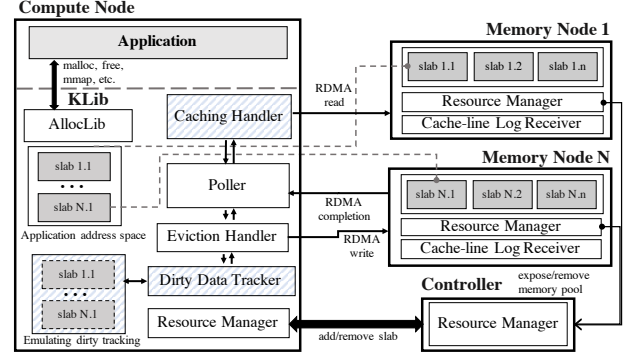 Compute Node
Application
malloc, free,
mmap, etc.
KLib
AllocLib
Caching Handler
slab 1.1
...
slab N.1
Application address space
Poller
Eviction Handler
Dirty Data Tracker
slab 1.1
...
slab N.1
Emulating dirty tracking
Resource Manager
RDMA
read
RDMA
completion
RDMA
write
add/remove slab
Memory Node 1
slab 1.1 slab 1.2 slab 1.n
Resource Manager
Cache-line Log Receiver
Memory Node N
slab N.1 slab N.2 slab N.n
Resource Manager
Cache-line Log Receiver
expose/remove
memory pool
Controller
Resource Manager